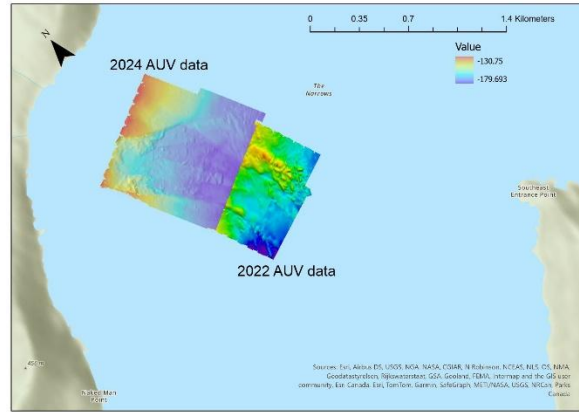 0 0.35 0.7 1.4 Kilometers
N
Value
-130.75
-179.693
2024 AUV data
The
Narrows
Southeast
Entrance Point
2022 AUV data
Naked Man
Point
Sources: Esri, Airbus DS, USGS, NGA, NASA, CGIAR, N Robinson, NCEAS, NLS, OS, NMA,
Geodatastyrelsen, Rijkswaterstaat, GSA, Geoland, FEMA, Intermap and the GIS user
community, Esri Canada, Esri, TomTom, Garmin, SafeGraph, METI/NASA, USGS, NRCan, Parks
Canada